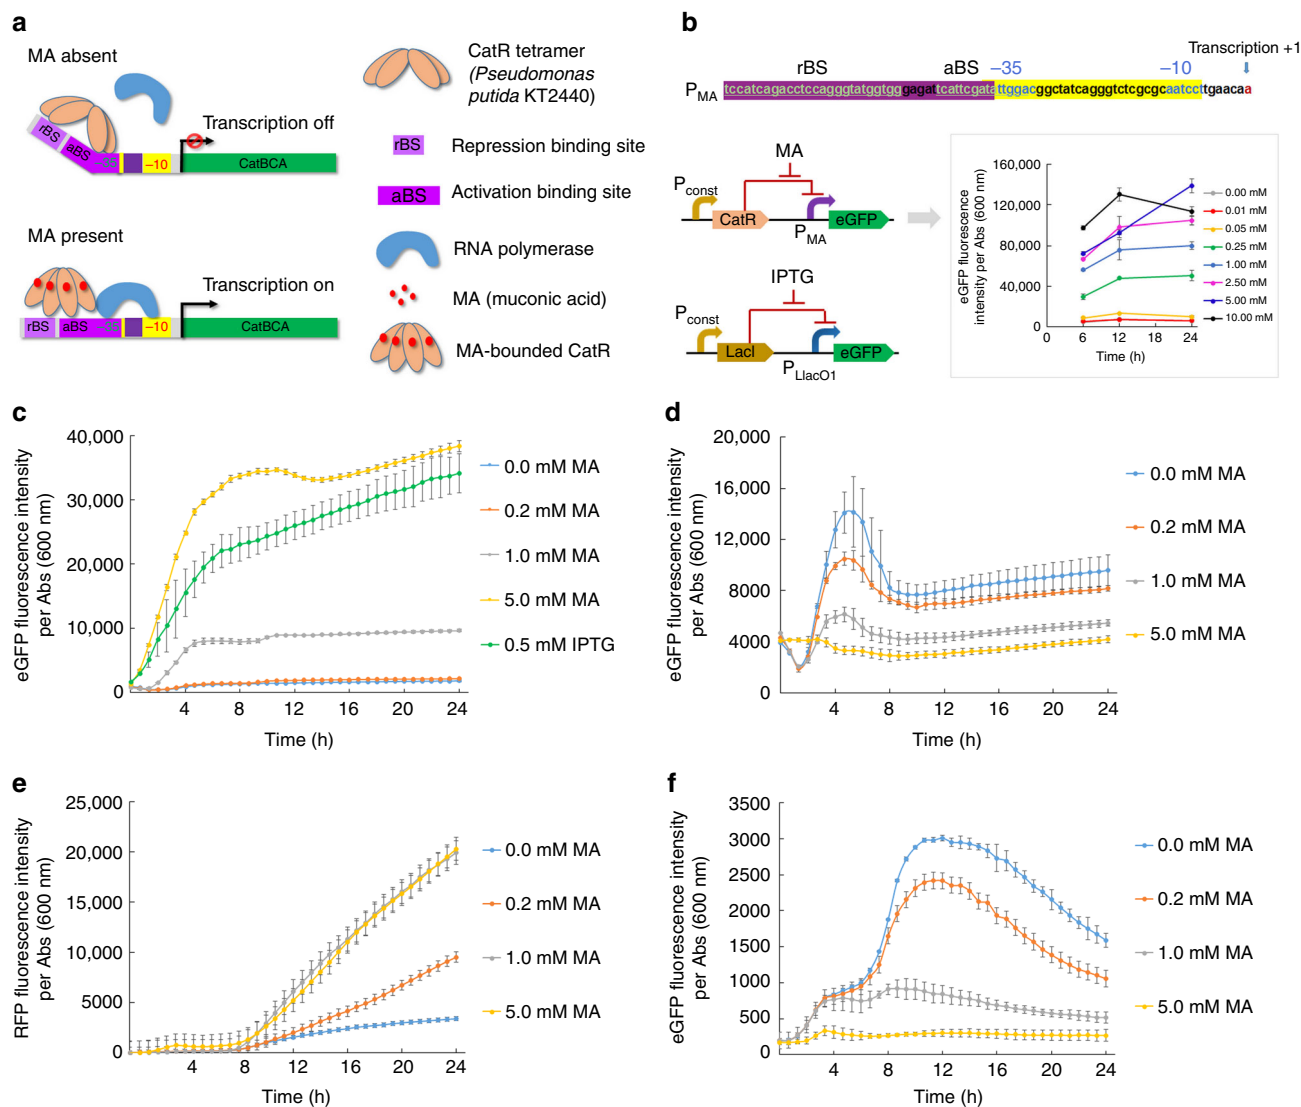 a
MA absent
rBS
aBS
−35
−10
Transcription off
CatBCA
MA present
rBS
aBS
−35
−10
Transcription on
CatBCA
CatR tetramer
(Pseudomonas
putida KT2440)
rBS
Repression binding site
aBS
Activation binding site
RNA polymerase
MA (muconic acid)
MA-bounded CatR
b
Transcription +1
rBS
aBS
−35
−10
PMA
tccatcagacctccagggtatggtgggagattcattcgatattggacggctatcagggtctcgcgcaatccttgaacaa
MA
Pconst
CatR
PMA
eGFP
IPTG
Pconst
LacI
PLlacO1
eGFP
eGFP fluorescence
intensity per Abs (600 nm)
160,000
120,000
80,000
40,000
0
0
6
12
18
24
Time (h)
0.00 mM
0.01 mM
0.05 mM
0.25 mM
1.00 mM
2.50 mM
5.00 mM
10.00 mM
c
eGFP fluorescence intensity
per Abs (600 nm)
40,000
30,000
20,000
10,000
0
4
8
12
16
20
24
Time (h)
0.0 mM MA
0.2 mM MA
1.0 mM MA
5.0 mM MA
0.5 mM IPTG
d
eGFP fluorescence intensity
per Abs (600 nm)
20,000
16,000
12,000
8000
4000
0
4
8
12
16
20
24
Time (h)
0.0 mM MA
0.2 mM MA
1.0 mM MA
5.0 mM MA
e
RFP fluorescence intensity
per Abs (600 nm)
25,000
20,000
15,000
10,000
5000
0
4
8
12
16
20
24
Time (h)
0.0 mM MA
0.2 mM MA
1.0 mM MA
5.0 mM MA
f
eGFP fluorescence intensity
per Abs (600 nm)
3500
3000
2500
2000
1500
1000
500
0
4
8
12
16
20
24
Time (h)
0.0 mM MA
0.2 mM MA
1.0 mM MA
5.0 mM MA